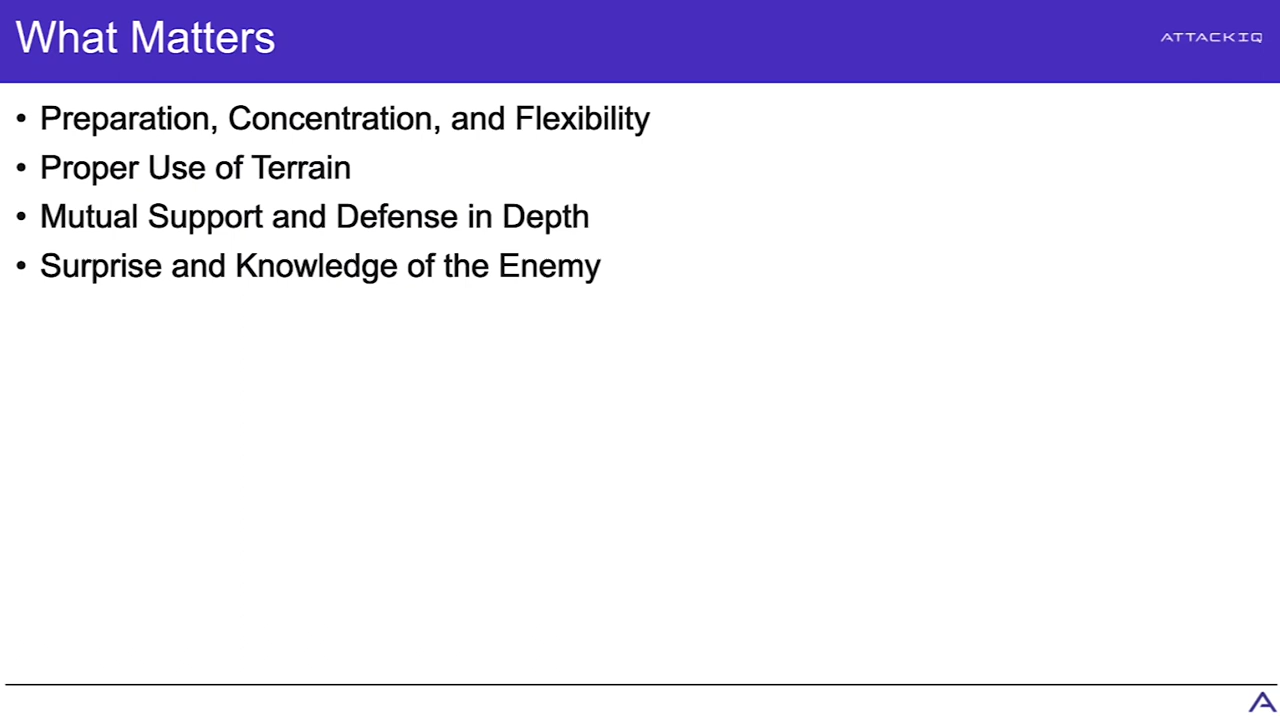 What Matters
ATTACKIQ
• Preparation, Concentration, and Flexibility
• Proper Use of Terrain
• Mutual Support and Defense in Depth
• Surprise and Knowledge of the Enemy